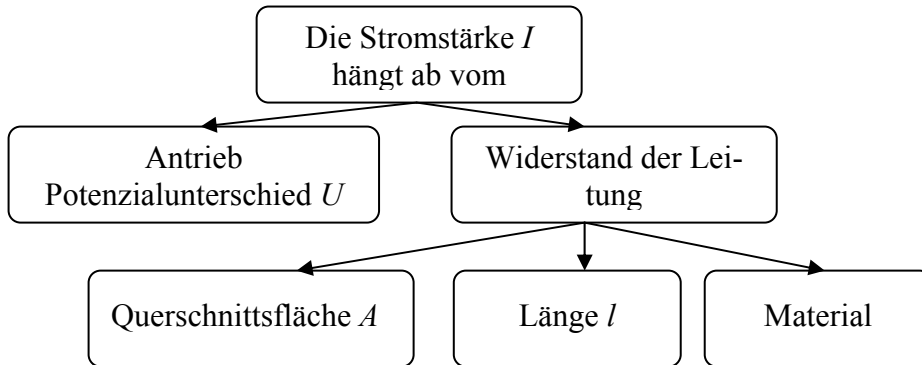 Die Stromstärke I
hängt ab vom
Antrieb
Potenzialunterschied U
Widerstand der Lei-
tung
Querschnittsfläche A
Länge l
Material